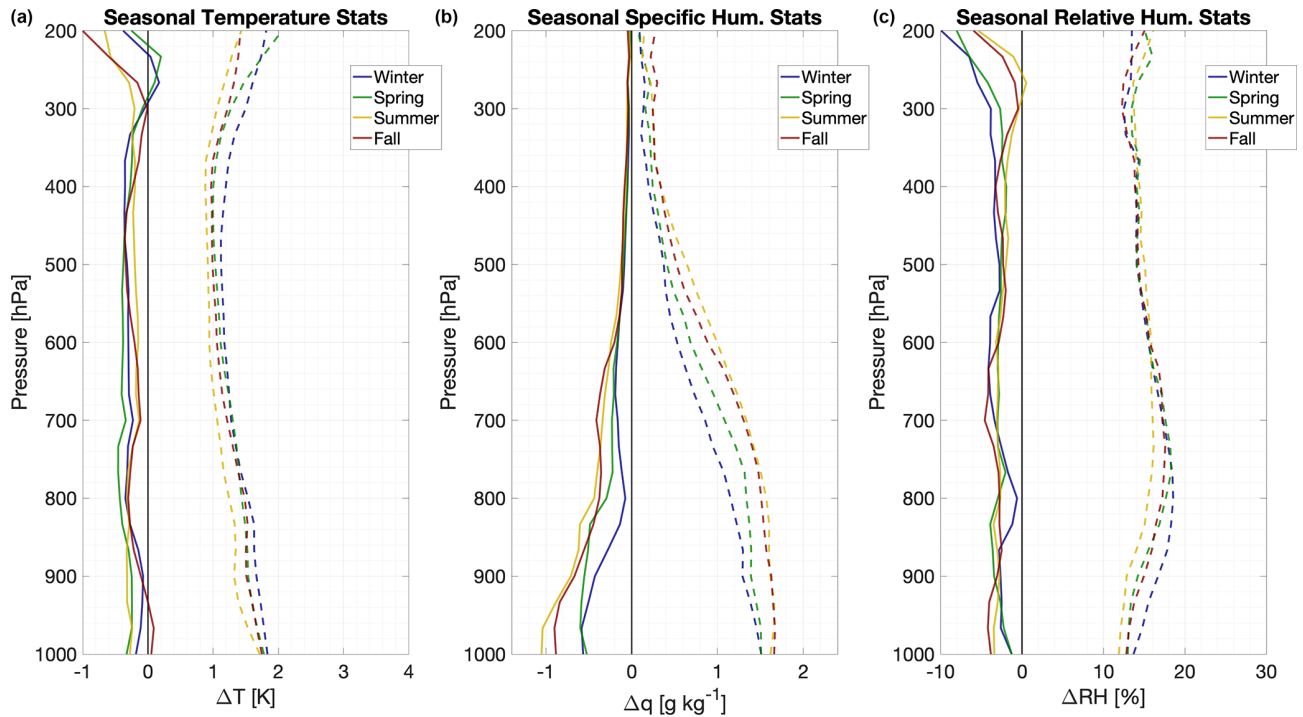 (a)
Seasonal Temperature Stats
200
300
400
500
600
700
800
900
1000
Pressure [hPa]
Winter
Spring
Summer
Fall
-1
0
1
2
3
4
ΔT [K]
(b)
Seasonal Specific Hum. Stats
200
300
400
500
600
700
800
900
1000
Pressure [hPa]
Winter
Spring
Summer
Fall
-1
0
1
2
Δq [g kg⁻¹]
(c)
Seasonal Relative Hum. Stats
200
300
400
500
600
700
800
900
1000
Pressure [hPa]
Winter
Spring
Summer
Fall
-10
0
10
20
30
ΔRH [%]